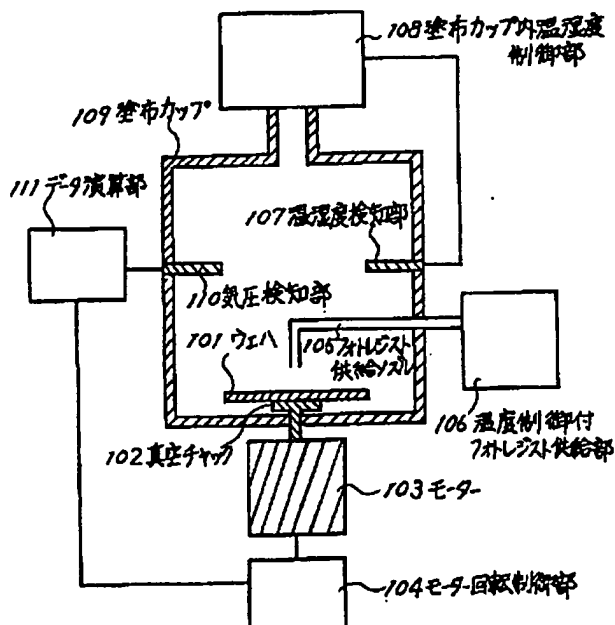 108 塗布カップ内温湿度
制御部
109 塗布カップ
111 データ演算部
107 温湿度検知部
110 気圧検知部
101 ウェハ
105 フォトレジスト
供給ノズル
106 温度制御付
フォトレジスト供給部
102 真空チャック
103 モーター
104 モーター回転制御部